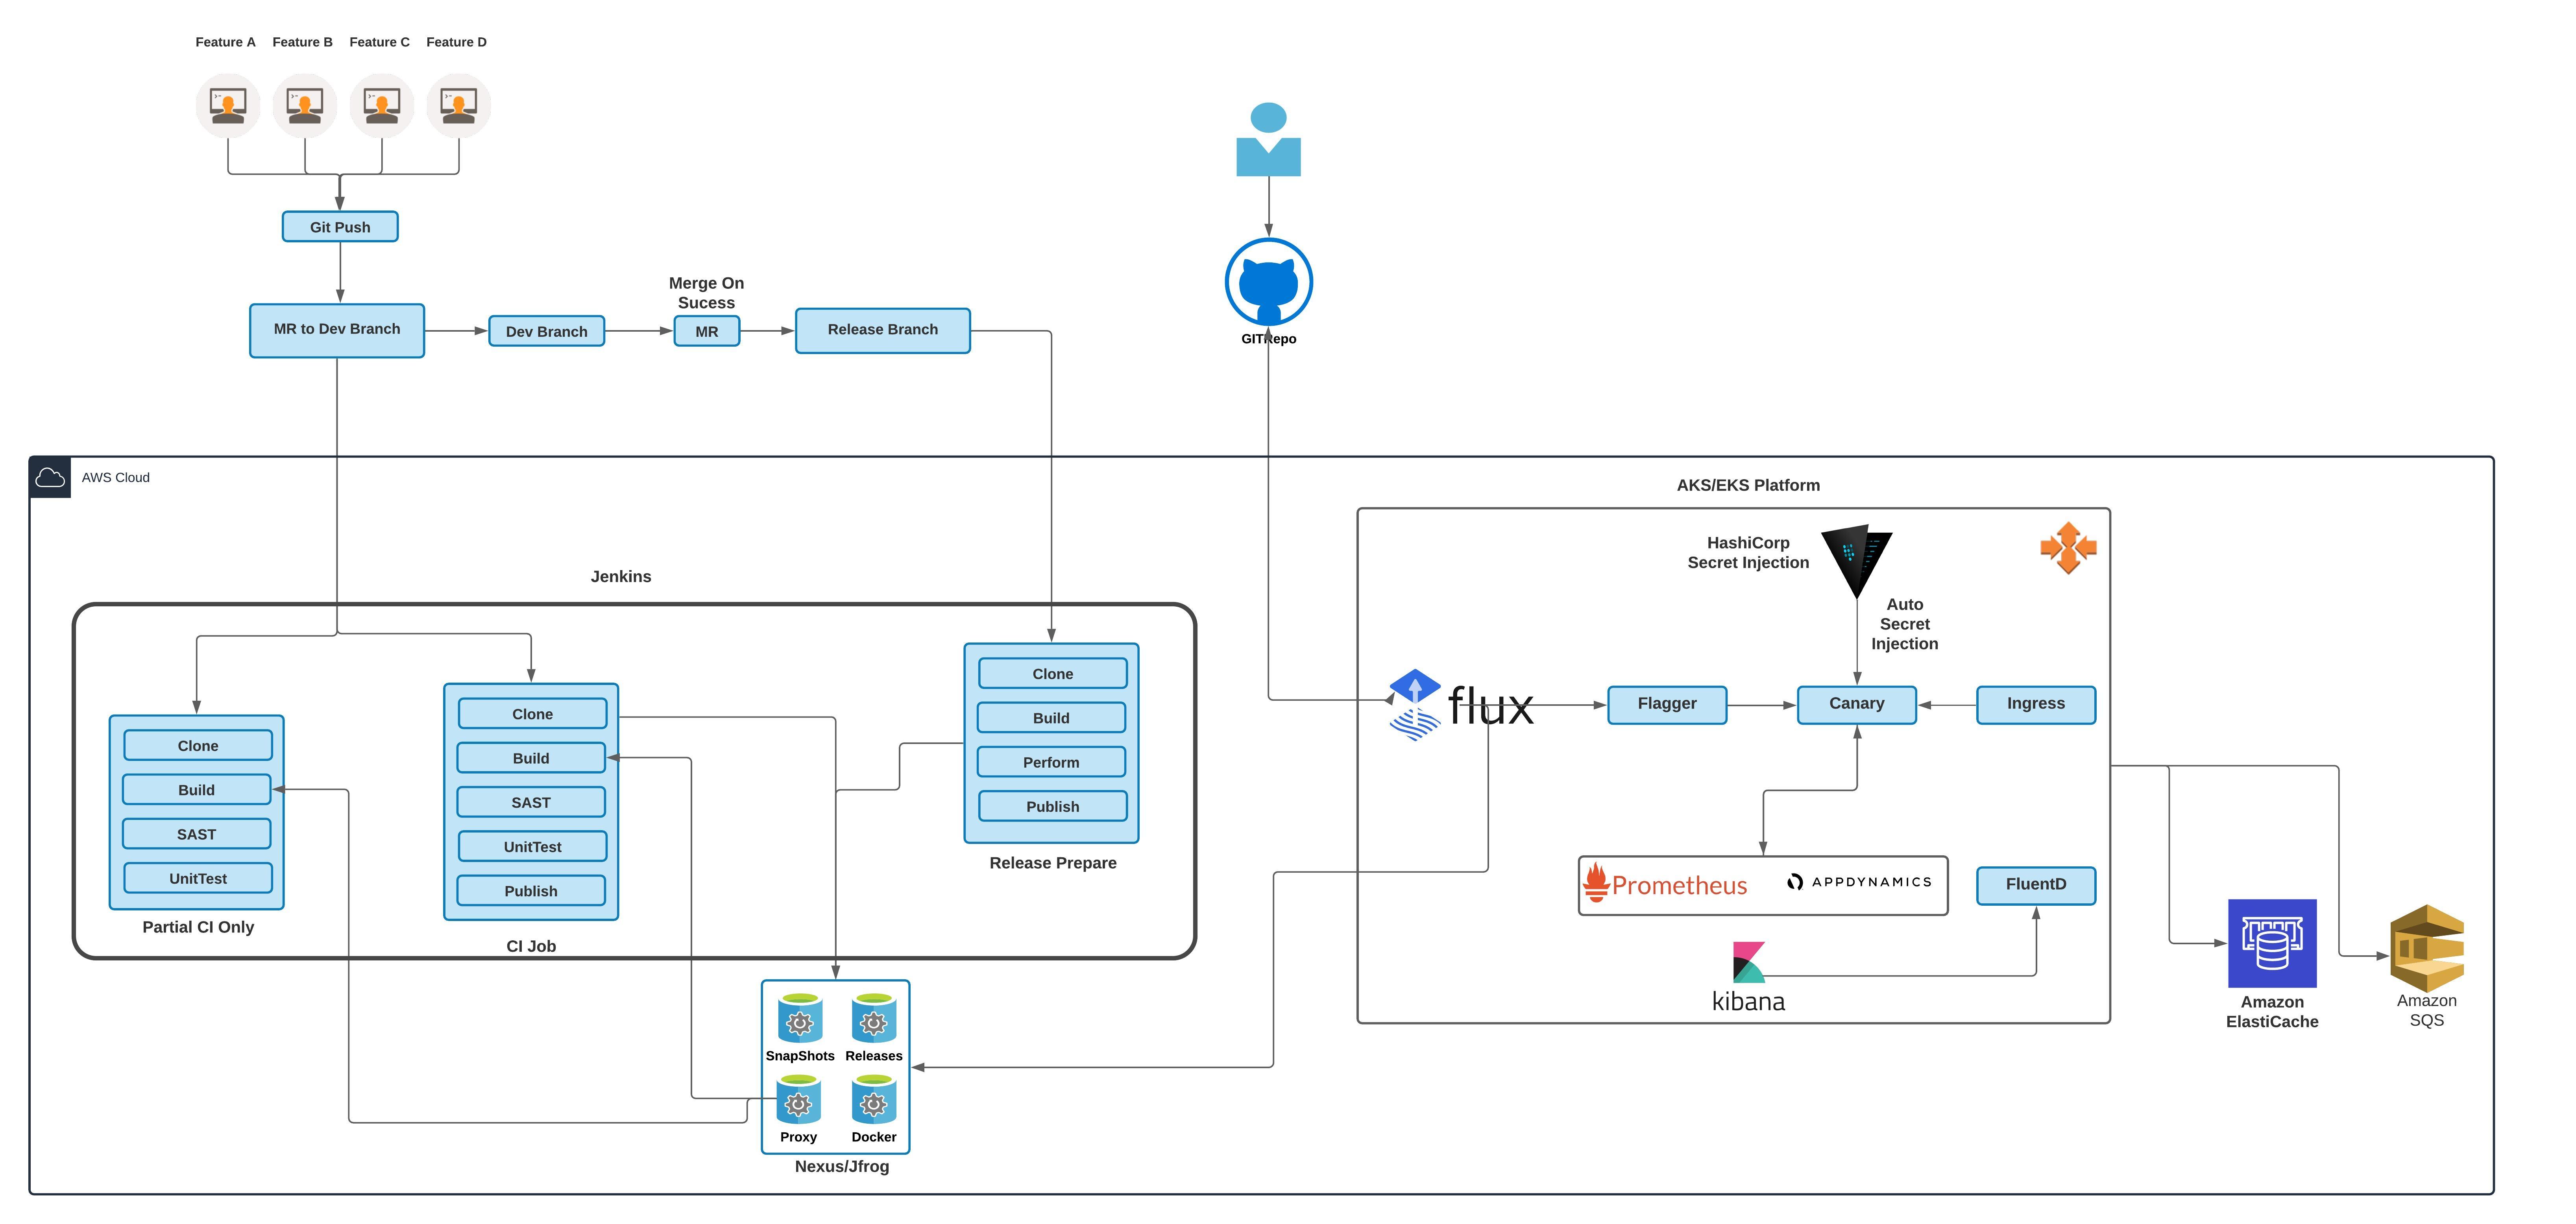 Feature A
Feature B
Feature C
Feature D
Git Push
MR to Dev Branch
Dev Branch
Merge On
Sucess
MR
Release Branch
GITRepo
AWS Cloud
Jenkins
Clone
Build
SAST
UnitTest
Partial CI Only
Clone
Build
SAST
UnitTest
Publish
CI Job
Clone
Build
Perform
Publish
Release Prepare
SnapShots
Releases
Proxy
Docker
Nexus/Jfrog
AKS/EKS Platform
HashiCorp
Secret Injection
Auto
Secret
Injection
flux
Flagger
Canary
Ingress
Prometheus
APPDYNAMICS
FluentD
kibana
Amazon
ElastiCache
Amazon
SQS